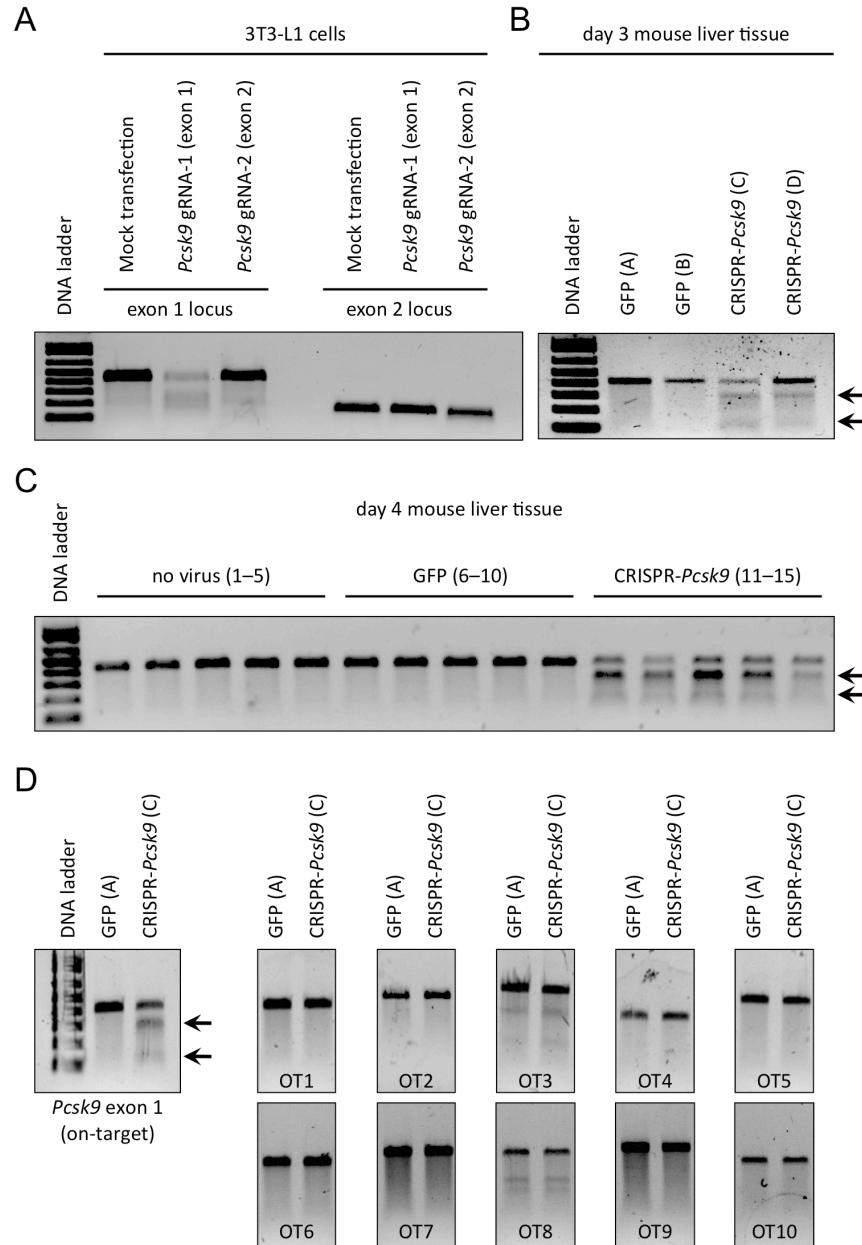 A
3T3-L1 cells
DNA ladder
Mock transfection
Pcsk9 gRNA-1 (exon 1)
Pcsk9 gRNA-2 (exon 2)
Mock transfection
Pcsk9 gRNA-1 (exon 1)
Pcsk9 gRNA-2 (exon 2)
exon 1 locus
exon 2 locus
B
day 3 mouse liver tissue
DNA ladder
GFP (A)
GFP (B)
CRISPR-Pcsk9 (C)
CRISPR-Pcsk9 (D)
C
day 4 mouse liver tissue
DNA ladder
no virus (1–5)
GFP (6–10)
CRISPR-Pcsk9 (11–15)
D
DNA ladder
GFP (A)
CRISPR-Pcsk9 (C)
GFP (A)
CRISPR-Pcsk9 (C)
GFP (A)
CRISPR-Pcsk9 (C)
GFP (A)
CRISPR-Pcsk9 (C)
GFP (A)
CRISPR-Pcsk9 (C)
GFP (A)
CRISPR-Pcsk9 (C)
Pcsk9 exon 1
(on-target)
OT1
OT2
OT3
OT4
OT5
OT6
OT7
OT8
OT9
OT10